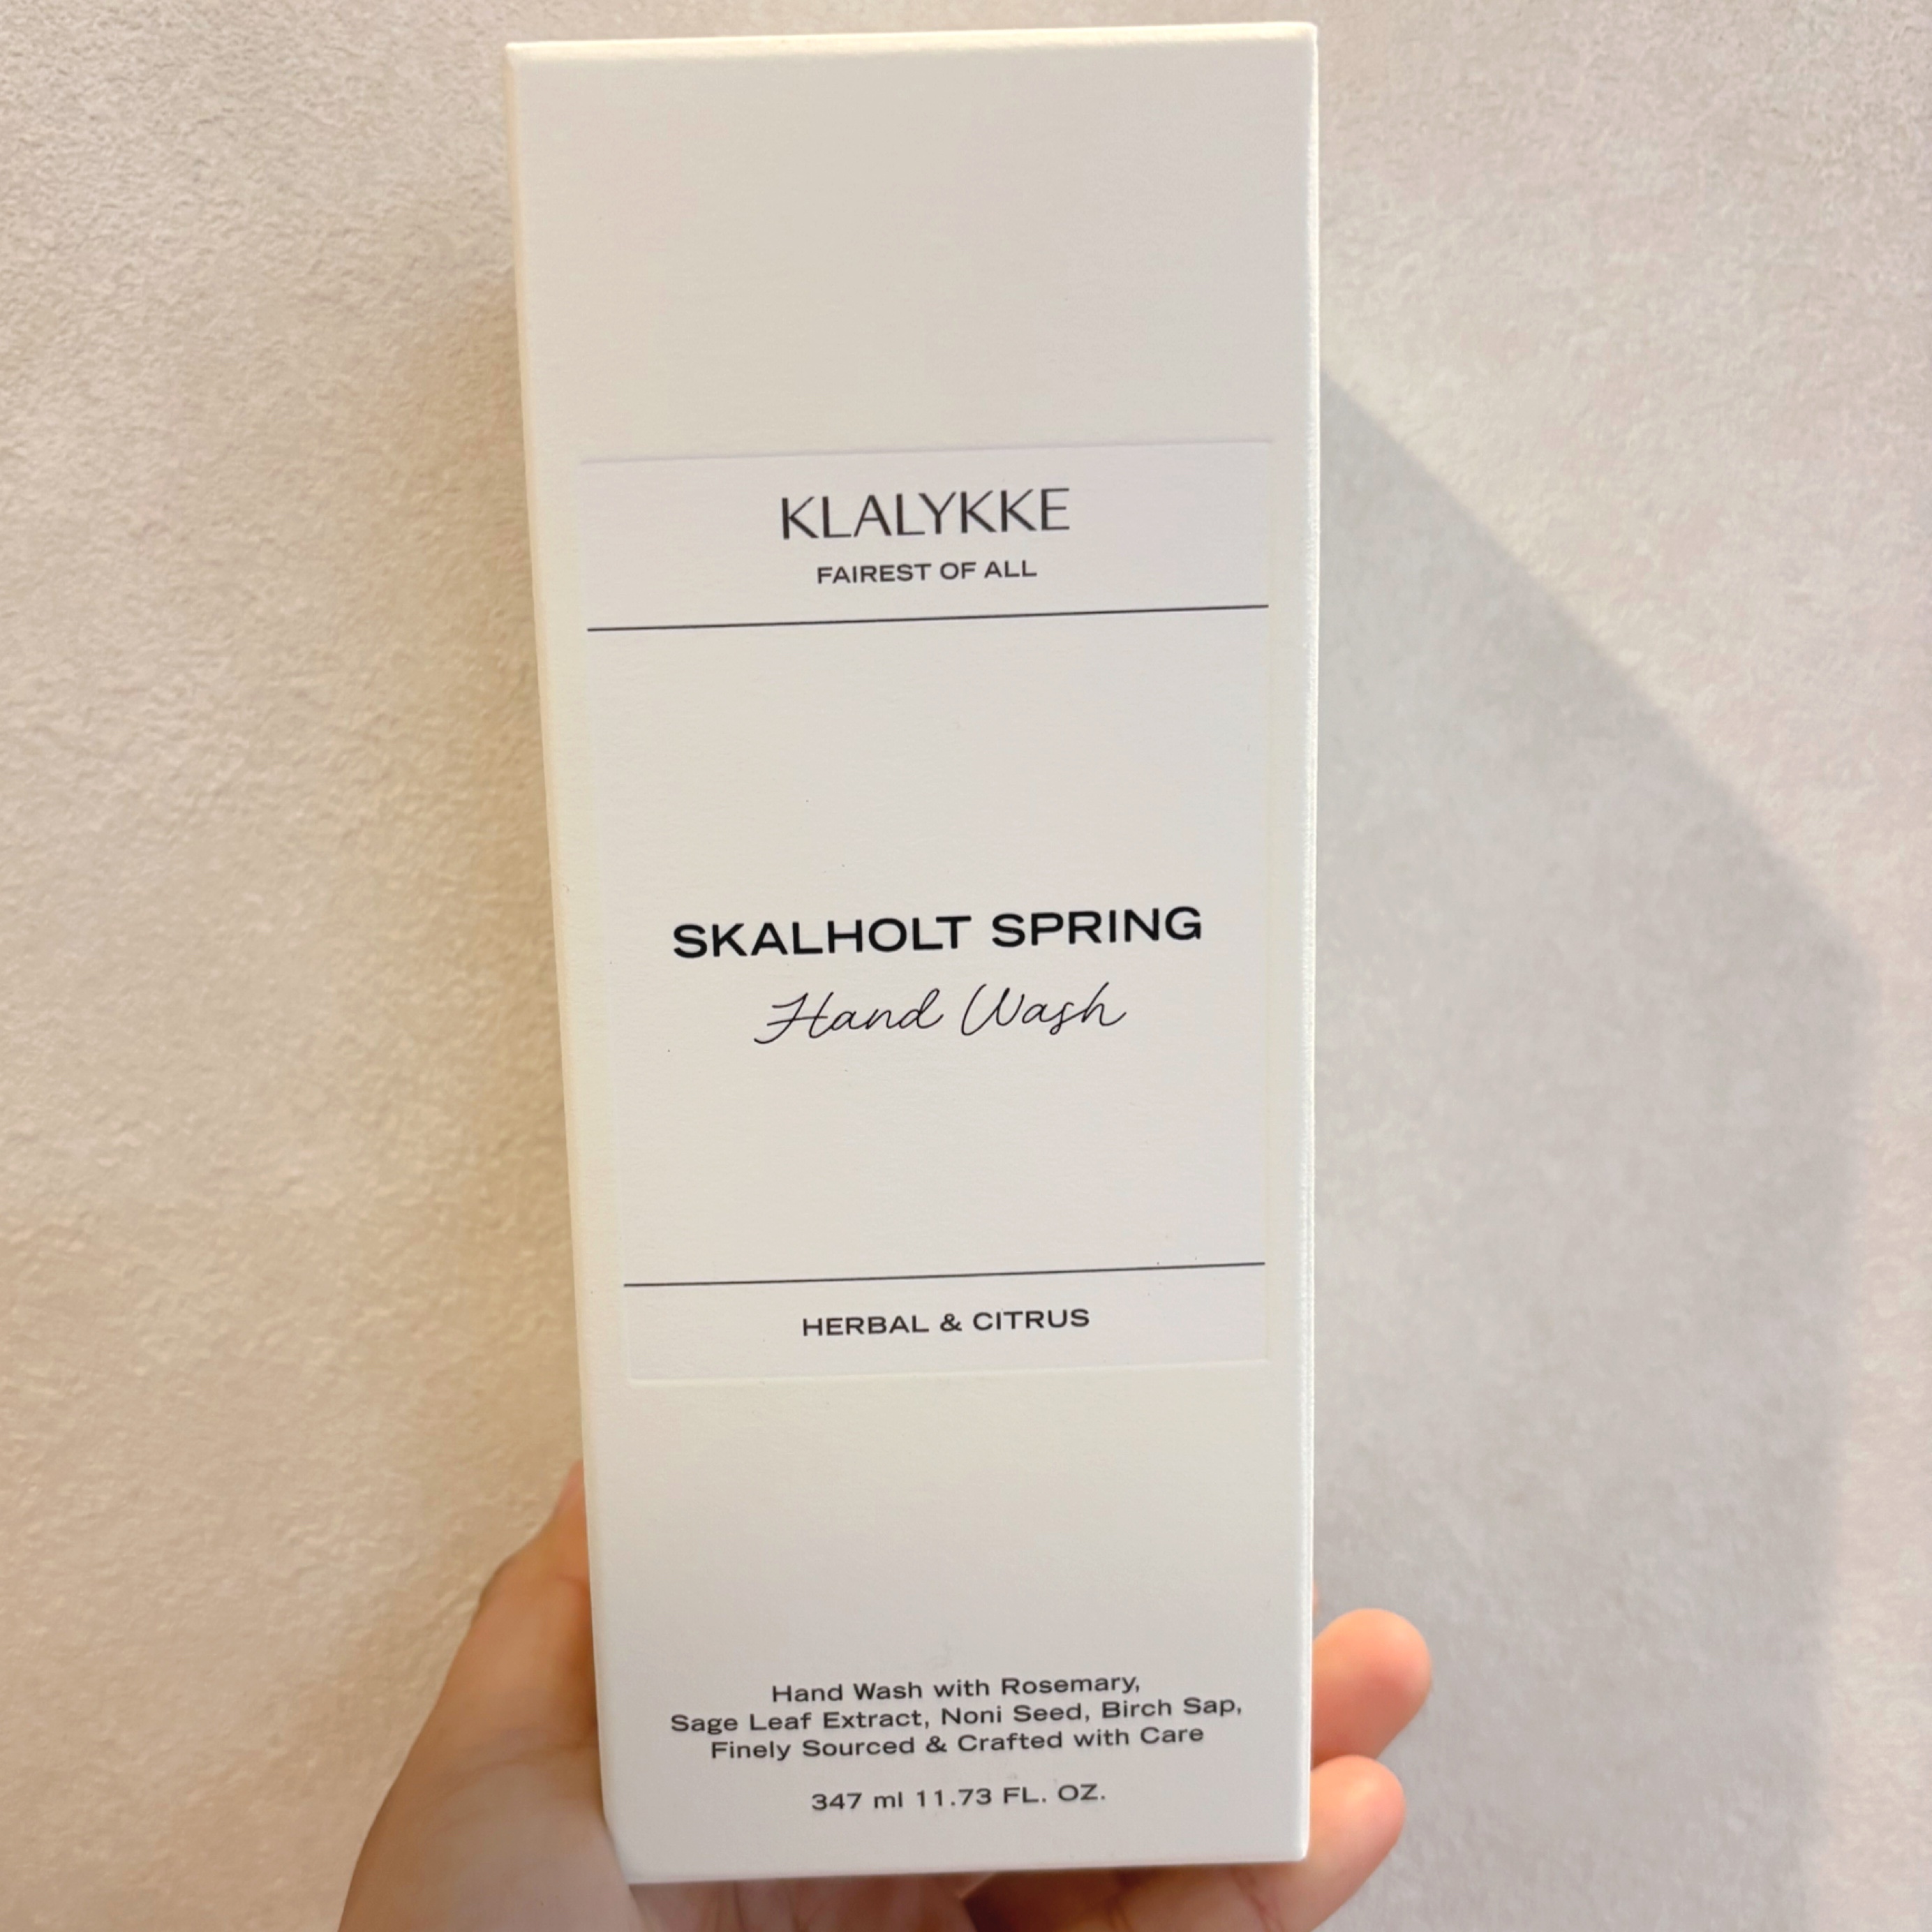 KLALYKKE
FAIREST OF ALL
SKALHOLT SPRING
Hand Wash
HERBAL & CITRUS
Hand Wash with Rosemary,
Sage Leaf Extract, Noni Seed, Birch Sap,
Finely Sourced & Crafted with Care
347 ml 11.73 FL. OZ.